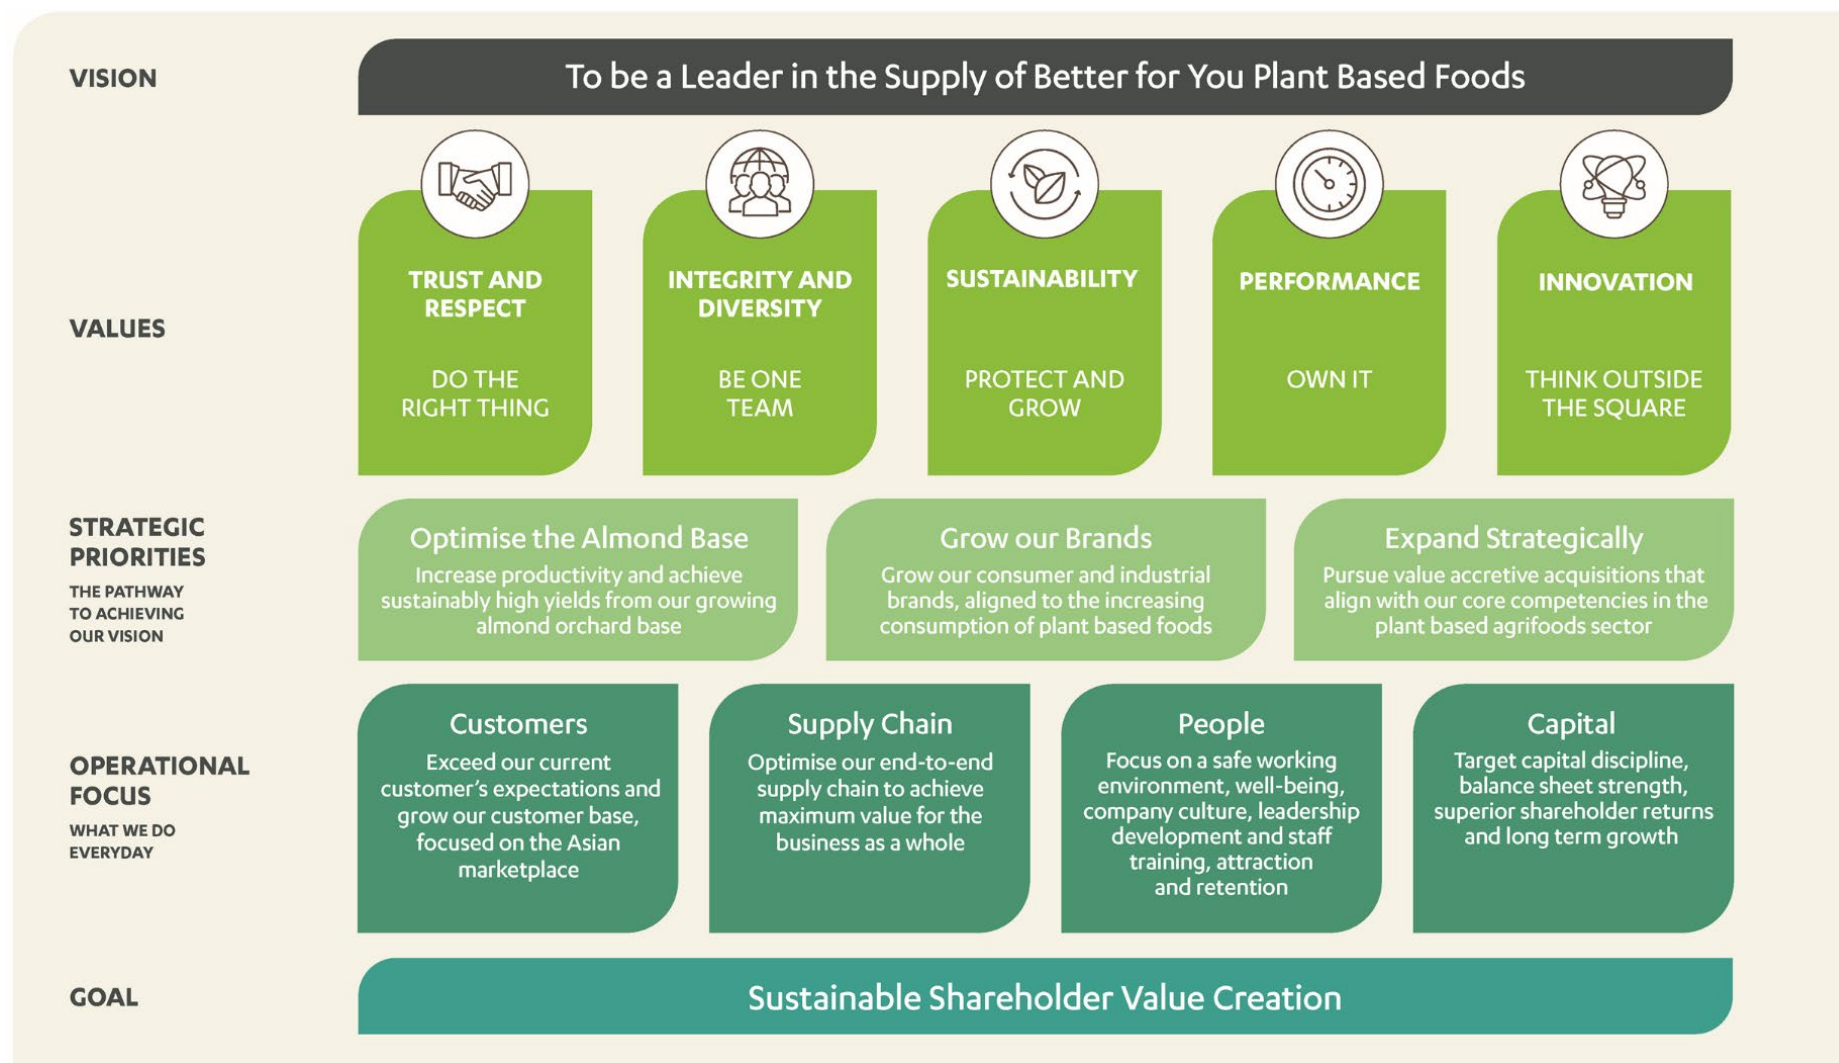 VISION
To be a Leader in the Supply of Better for You Plant Based Foods
VALUES
TRUST AND
RESPECT
DO THE
RIGHT THING
INTEGRITY AND
DIVERSITY
BE ONE
TEAM
SUSTAINABILITY
PROTECT AND
GROW
PERFORMANCE
OWN IT
INNOVATION
THINK OUTSIDE
THE SQUARE
STRATEGIC
PRIORITIES
THE PATHWAY
TO ACHIEVING
OUR VISION
Optimise the Almond Base
Increase productivity and achieve
sustainably high yields from our growing
almond orchard base
Grow our Brands
Grow our consumer and industrial
brands, aligned to the increasing
consumption of plant based foods
Expand Strategically
Pursue value accretive acquisitions that
align with our core competencies in the
plant based agrifoods sector
OPERATIONAL
FOCUS
WHAT WE DO
EVERYDAY
Customers
Exceed our current
customer's expectations and
grow our customer base,
focused on the Asian
marketplace
Supply Chain
Optimise our end-to-end
supply chain to achieve
maximum value for the
business as a whole
People
Focus on a safe working
environment, well-being,
company culture, leadership
development and staff
training, attraction
and retention
Capital
Target capital discipline,
balance sheet strength,
superior shareholder returns
and long term growth
GOAL
Sustainable Shareholder Value Creation